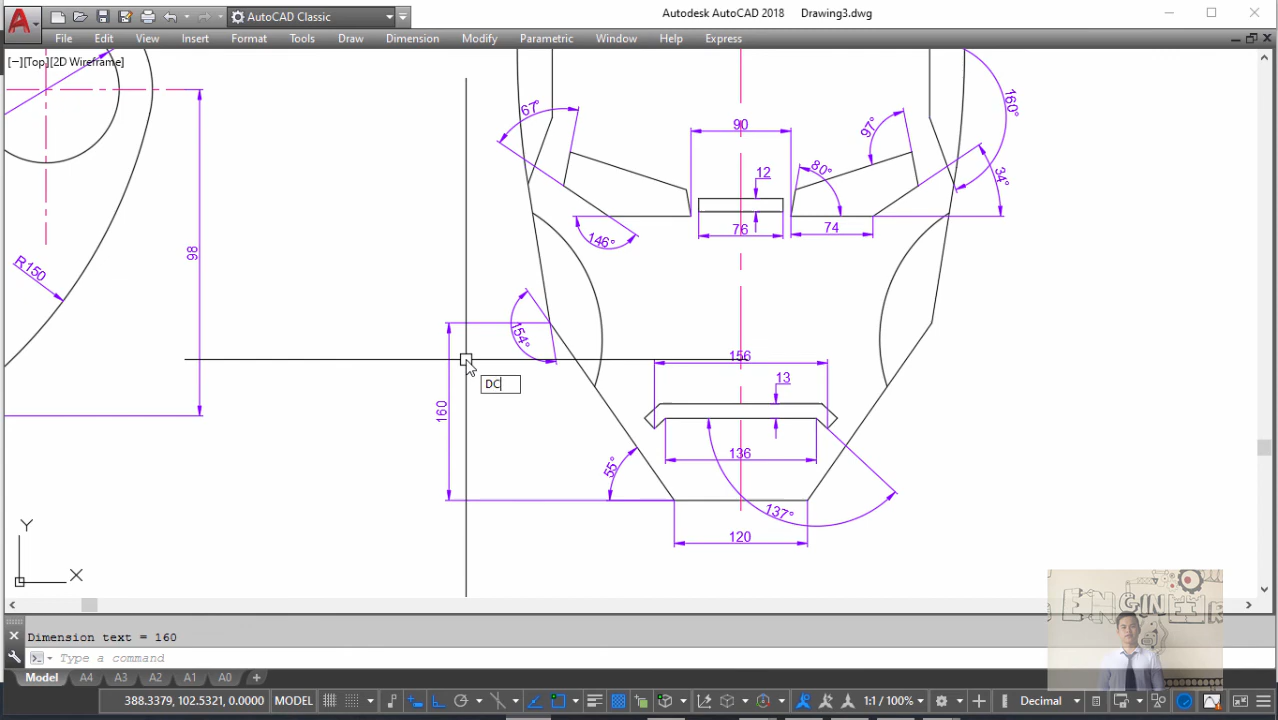 AutoCAD Classic
Autodesk AutoCAD 2018 Drawing3.dwg
File Edit View Insert Format Tools Draw Dimension Modify Parametric Window Help Express
[−][Top][2D Wireframe]
67°
90
97°
160°
12
80°
34°
146°
76
74
98
R150
154°
156
DC
13
160
136
55°
137°
120
Y
X
ENGINEER
Dimension text = 160
Type a command
Model A4 A3 A2 A1 A0
388.3379, 102.5321, 0.0000 MODEL 1:1 / 100% Decimal